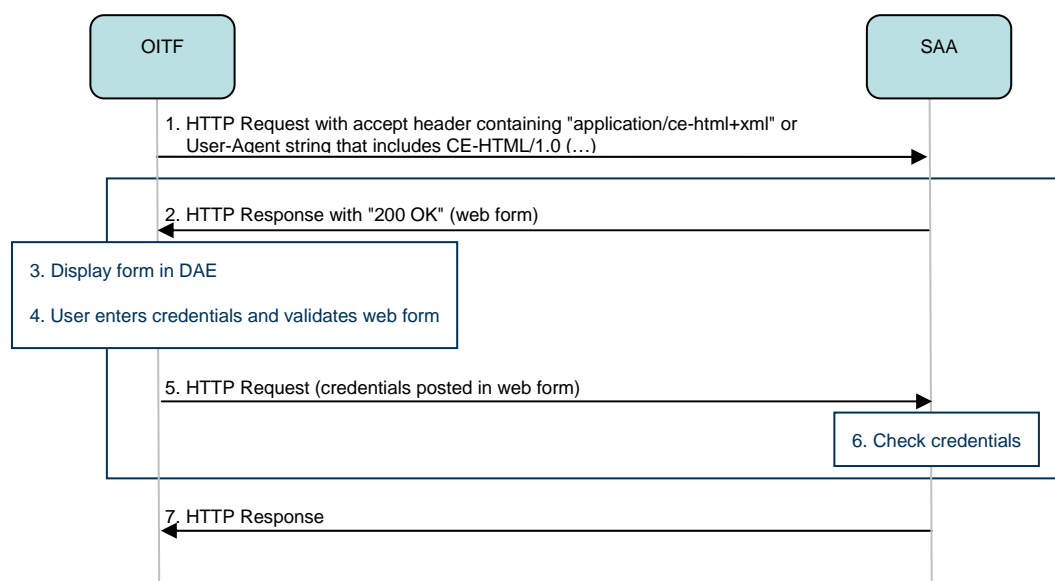 OITF
SAA
1. HTTP Request with accept header containing "application/ce-html+xml" or
User-Agent string that includes CE-HTML/1.0 (…)
2. HTTP Response with "200 OK" (web form)
3. Display form in DAE
4. User enters credentials and validates web form
5. HTTP Request (credentials posted in web form)
6. Check credentials
7. HTTP Response